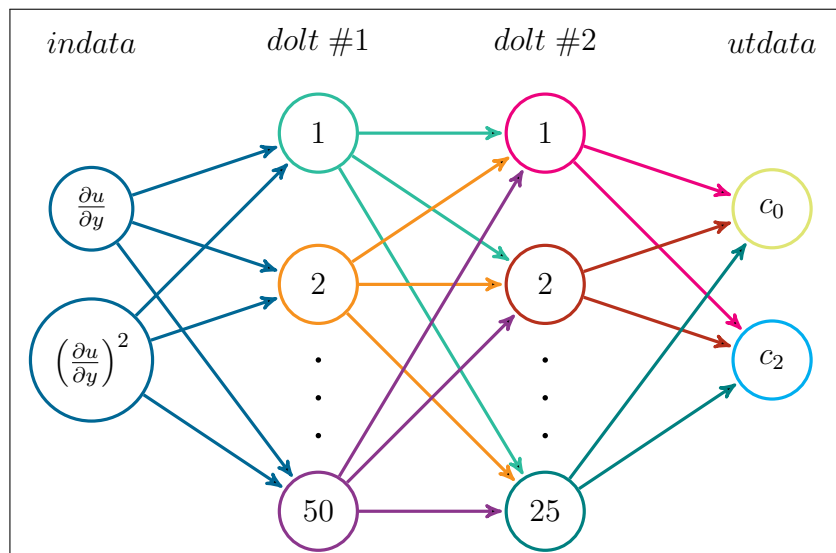 indata dolt #1 dolt #2 utdata
1 1
∂u/∂y c₀
2 2
(∂u/∂y)² c₂
50 25